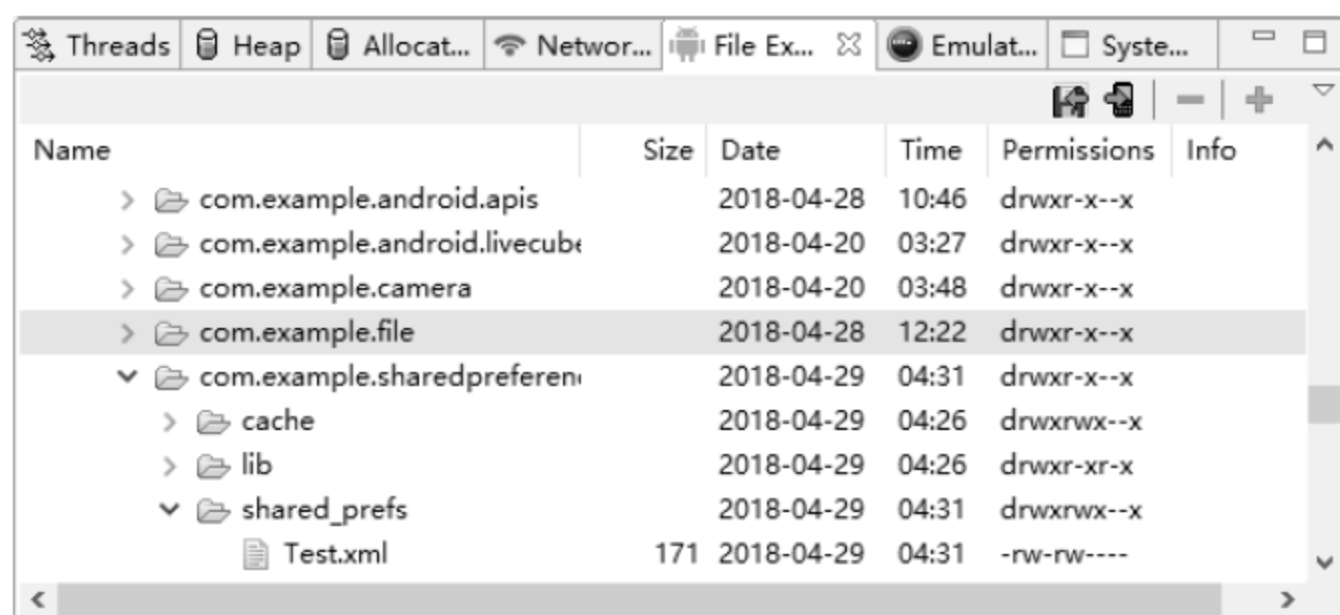 Threads Heap Allocat... Networ... File Ex... Emulat... Syste...
Name Size Date Time Permissions Info
com.example.android.apis 2018-04-28 10:46 drwxr-x--x
com.example.android.livecube 2018-04-20 03:27 drwxr-x--x
com.example.camera 2018-04-20 03:48 drwxr-x--x
com.example.file 2018-04-28 12:22 drwxr-x--x
com.example.sharedpreferen 2018-04-29 04:31 drwxr-x--x
cache 2018-04-29 04:26 drwxrwx--x
lib 2018-04-29 04:26 drwxr-xr-x
shared_prefs 2018-04-29 04:31 drwxrwx--x
Test.xml 171 2018-04-29 04:31 -rw-rw----